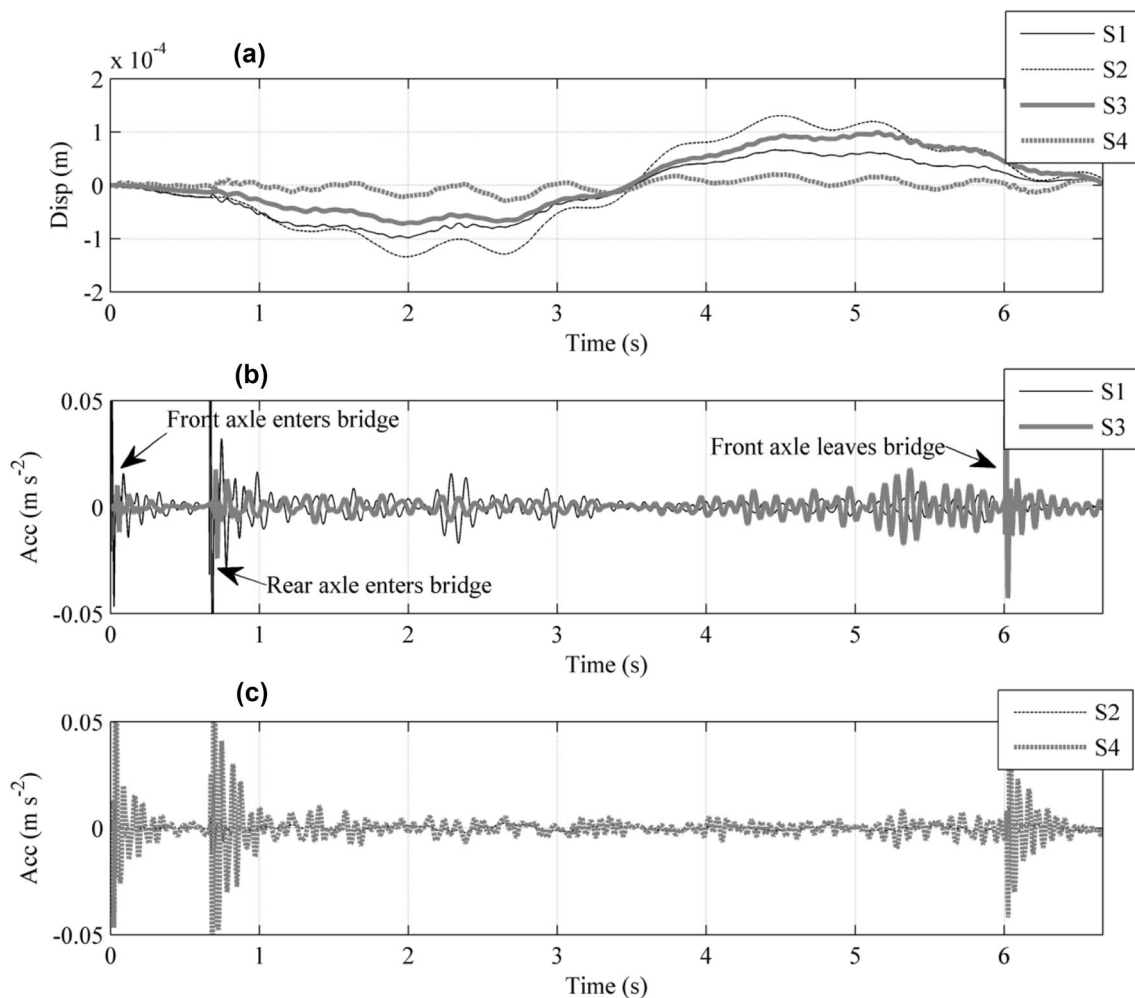 (a)
x 10^-4
S1
S2
S3
S4
2
1
0
-1
-2
Disp (m)
0 1 2 3 4 5 6
Time (s)
(b)
S1
S3
0.05
0
-0.05
Acc (m s^-2)
Front axle enters bridge
Front axle leaves bridge
Rear axle enters bridge
0 1 2 3 4 5 6
Time (s)
(c)
S2
S4
0.05
0
-0.05
Acc (m s^-2)
0 1 2 3 4 5 6
Time (s)